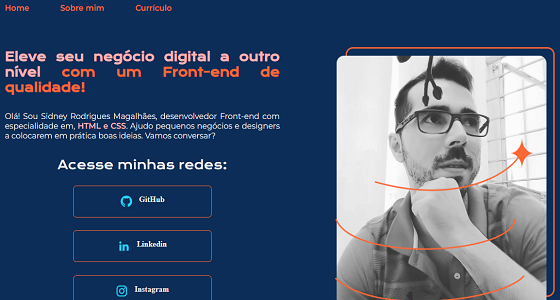 Home Sobre mim Currículo
Eleve seu negócio digital a outro
nível com um Front-end de
qualidade!
Olá! Sou Sidney Rodrigues Magalhães, desenvolvedor Front-end com
especialidade em, HTML e CSS. Ajudo pequenos negócios e designers
a colocarem em prática boas ideias. Vamos conversar?
Acesse minhas redes:
GitHub
Linkedin
Instagram